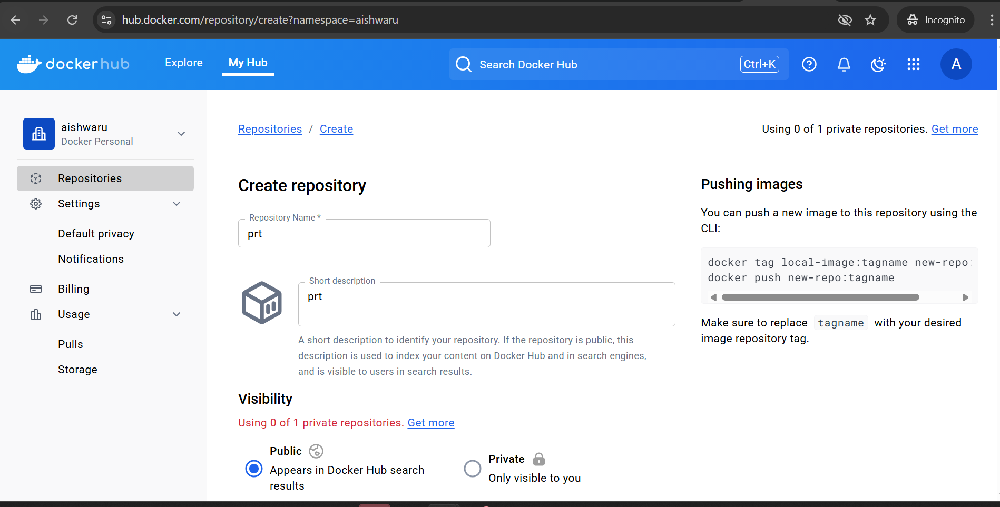 hub.docker.com/repository/create?namespace=aishwaru
Incognito
docker hub
Explore
My Hub
Search Docker Hub
Ctrl+K
A
aishwaru
Docker Personal
Repositories
Settings
Default privacy
Notifications
Billing
Usage
Pulls
Storage
Repositories / Create
Using 0 of 1 private repositories. Get more
Create repository
Repository Name *
prt
Short description
prt
A short description to identify your repository. If the repository is public, this
description is used to index your content on Docker Hub and in search engines,
and is visible to users in search results.
Visibility
Using 0 of 1 private repositories. Get more
Public
Appears in Docker Hub search
results
Private
Only visible to you
Pushing images
You can push a new image to this repository using the
CLI:
docker tag local-image:tagname new-repo:
docker push new-repo:tagname
Make sure to replace tagname with your desired
image repository tag.